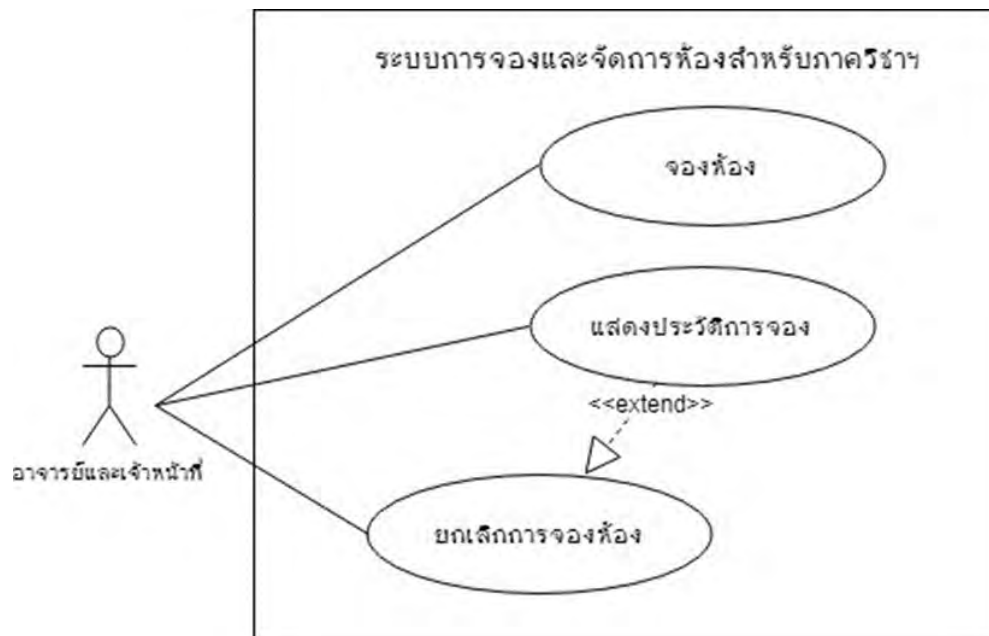 ระบบการจองและจัดการห้องสำหรับภาควิชาฯ
จองห้อง
แสดงประวัติการจอง
<<extend>>
อาจารย์และเจ้าหน้าที่
ยกเลิกการจองห้อง